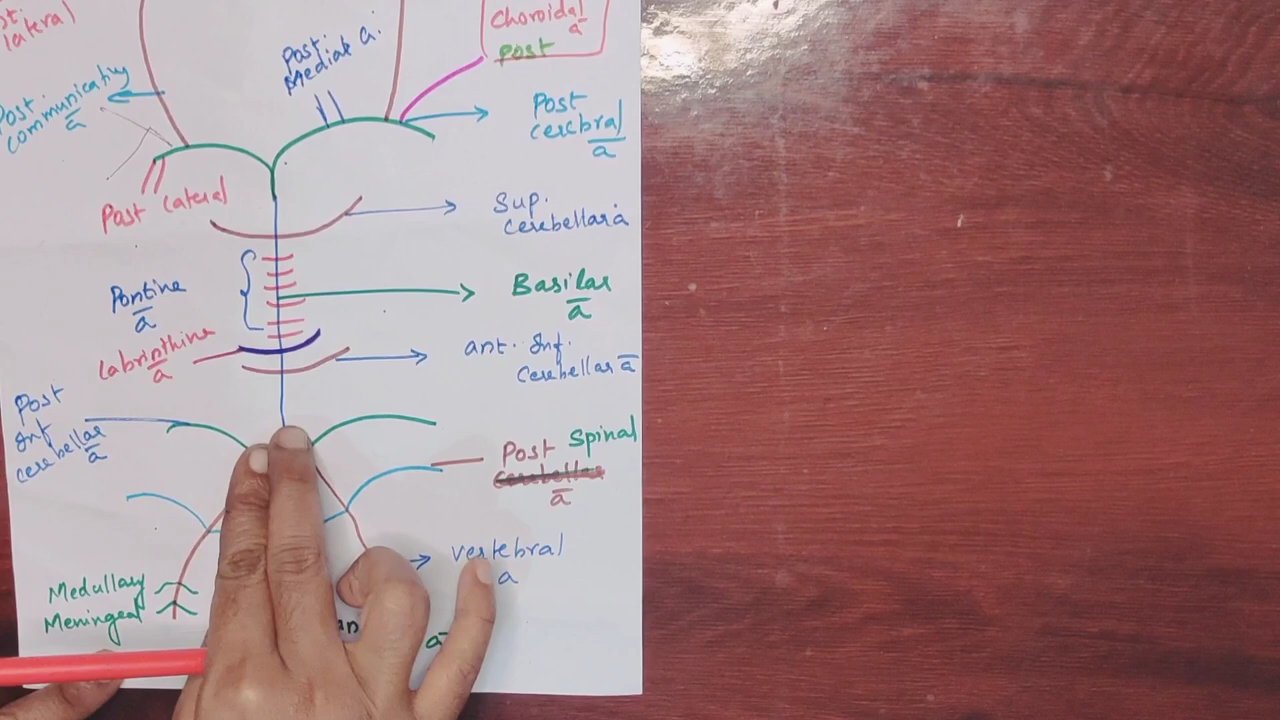 lateral
Choroidal
a
post
Post.
Medial a.
Post.
communicating
a
Post
cerebral
a
Post lateral
Sup.
cerebellar a
Pontine
a
Basilar
a
Labrinthine
a
ant. Inf.
Cerebellar a
Post
Inf
cerebellar
a
Post Spinal
Cerebellar
a
vertebral
a
Medullary
Meningeal
an
a